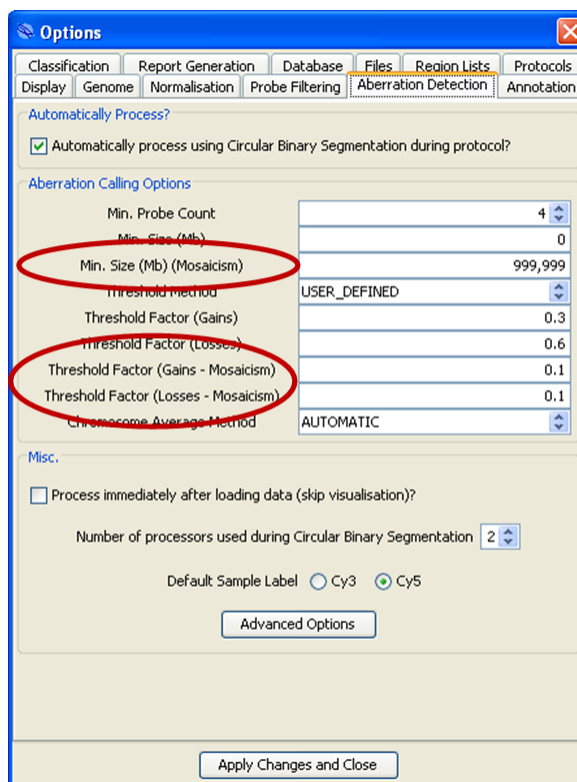 Options
Classification Report Generation Database Files Region Lists Protocols
Display Genome Normalisation Probe Filtering Aberration Detection Annotation
Automatically Process?
Automatically process using Circular Binary Segmentation during protocol?
Aberration Calling Options
Min. Probe Count 4
Min. Size (Mb) 0
Min. Size (Mb) (Mosaicism) 999,999
Threshold Method USER_DEFINED
Threshold Factor (Gains) 0.3
Threshold Factor (Losses) 0.6
Threshold Factor (Gains - Mosaicism) 0.1
Threshold Factor (Losses - Mosaicism) 0.1
Chromosome Average Method AUTOMATIC
Misc.
Process immediately after loading data (skip visualisation)?
Number of processors used during Circular Binary Segmentation 2
Default Sample Label Cy3 Cy5
Advanced Options
Apply Changes and Close